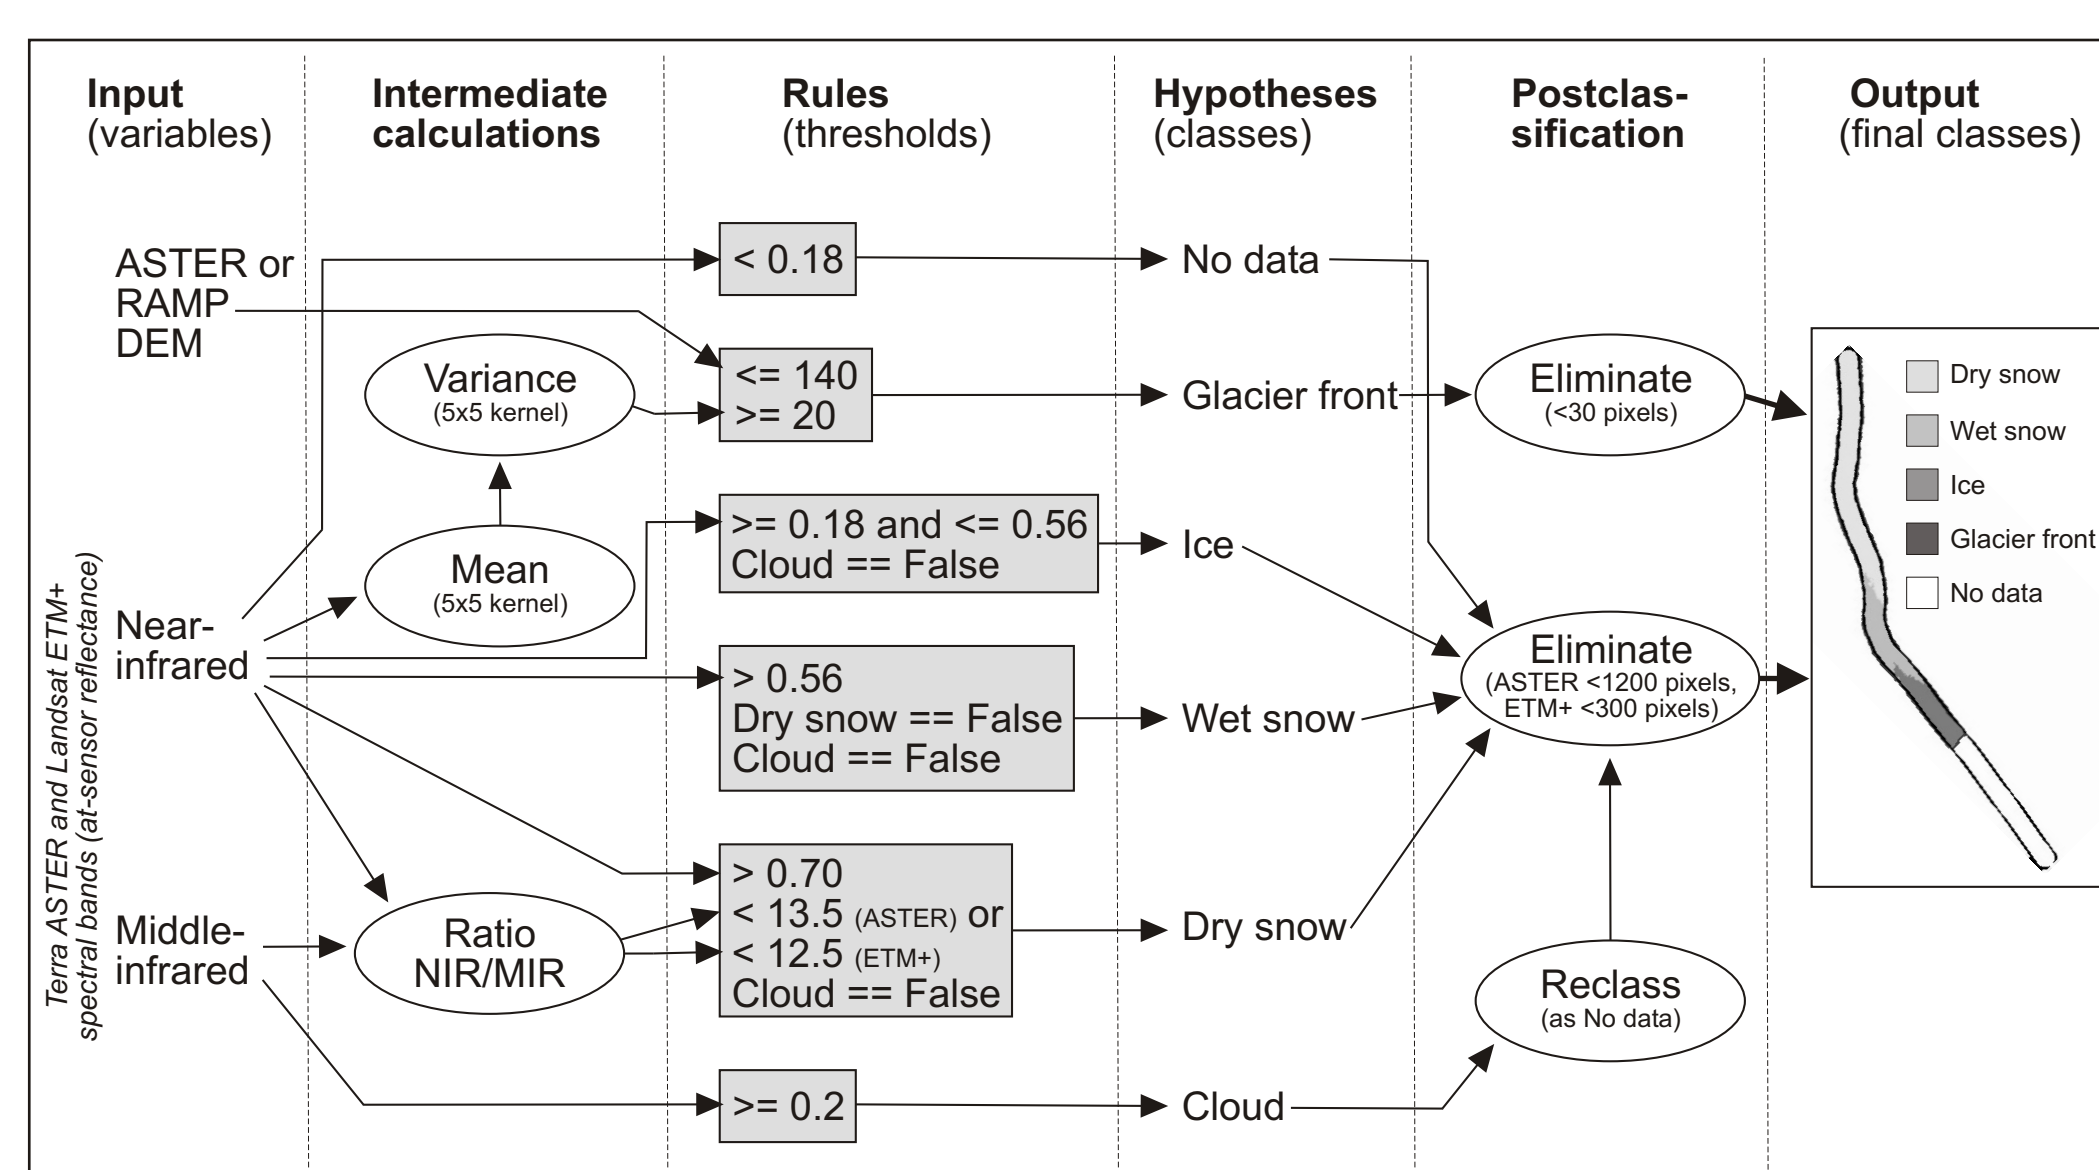 Input
(variables)
Intermediate
calculations
Rules
(thresholds)
Hypotheses
(classes)
Postclas-
sification
Output
(final classes)
ASTER or
RAMP
DEM
Near-
infrared
Middle-
infrared
Terra ASTER and Landsat ETM+
spectral bands (at-sensor reflectance)
Variance
(5x5 kernel)
Mean
(5x5 kernel)
Ratio
NIR/MIR
< 0.18
<= 140
>= 20
>= 0.18 and <= 0.56
Cloud == False
> 0.56
Dry snow == False
Cloud == False
> 0.70
< 13.5 (ASTER) or
< 12.5 (ETM+)
Cloud == False
>= 0.2
No data
Glacier front
Ice
Wet snow
Dry snow
Cloud
Eliminate
(<30 pixels)
Eliminate
(ASTER <1200 pixels,
ETM+ <300 pixels)
Reclass
(as No data)
Dry snow
Wet snow
Ice
Glacier front
No data